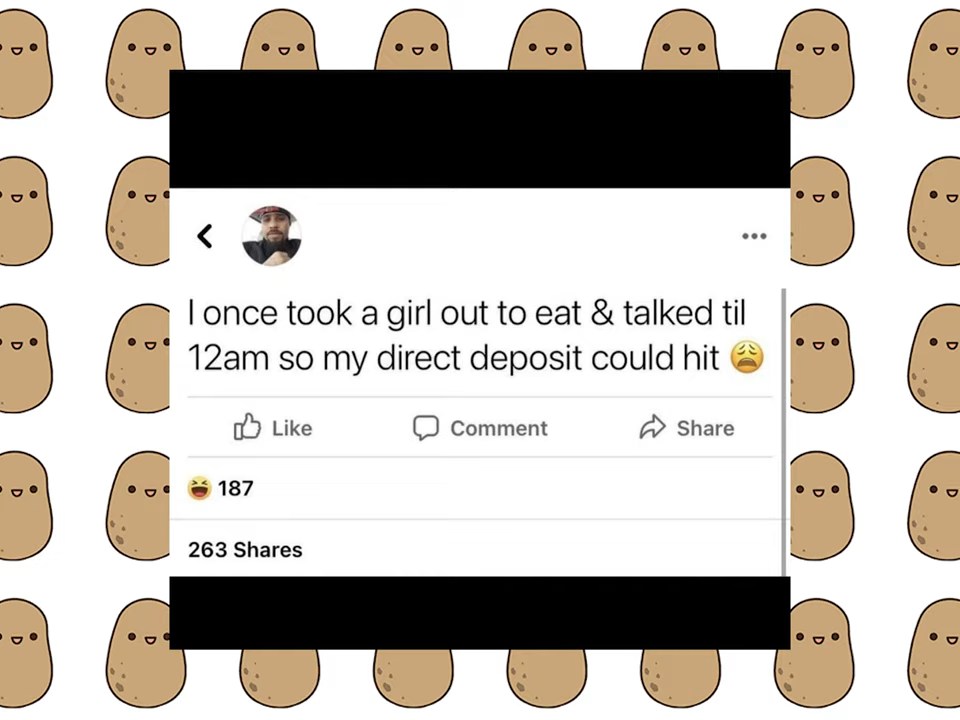 I once took a girl out to eat & talked til
12am so my direct deposit could hit 😩
Like Comment Share
187
263 Shares